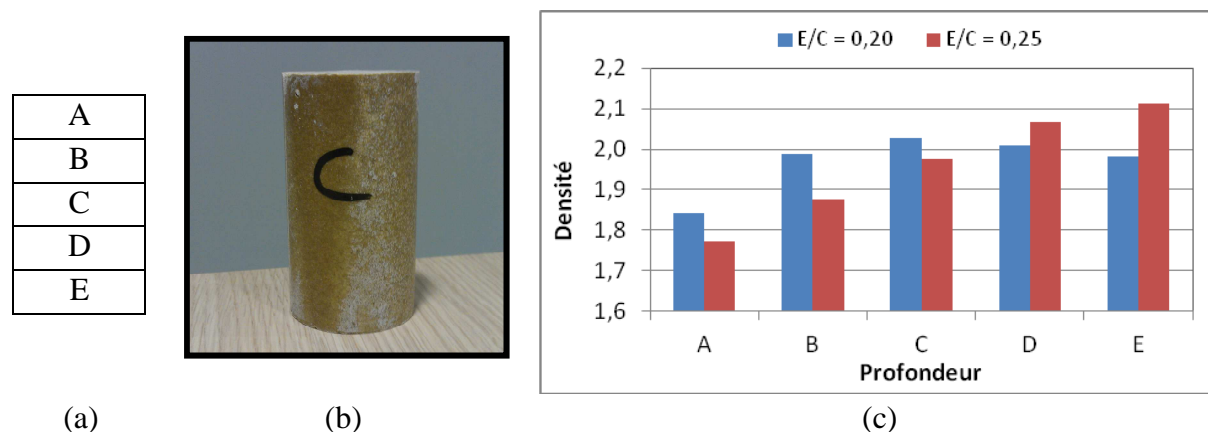 A
B
C
D
E
(a)
C
(b)
E/C = 0,20 E/C = 0,25
Densité
2,2
2,1
2,0
1,9
1,8
1,7
1,6
A B C D E
Profondeur
(c)